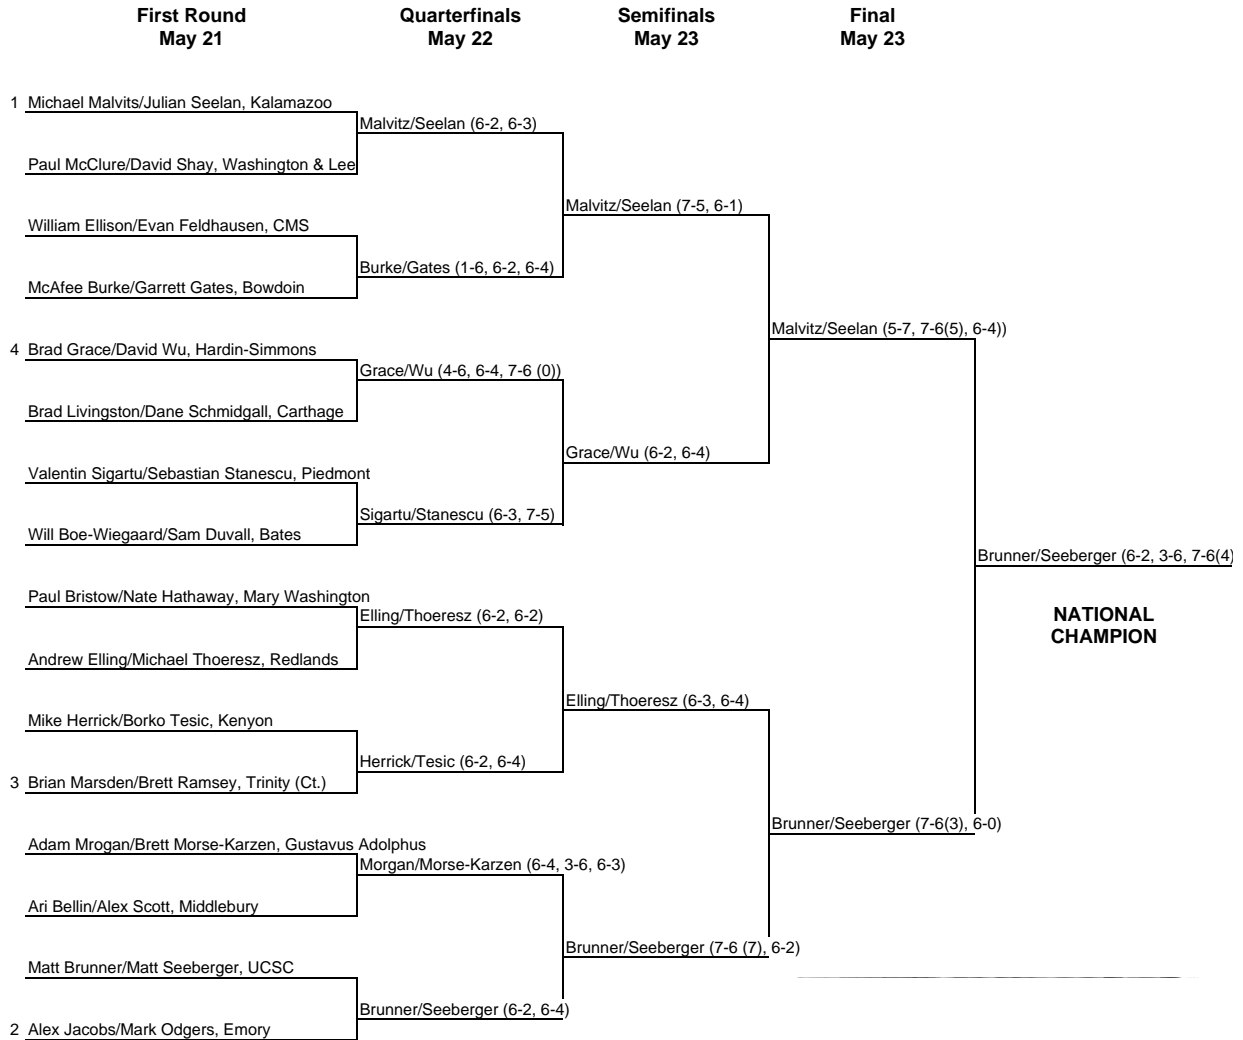 First Round
May 21
Quarterfinals
May 22
Semifinals
May 23
Final
May 23
1 Michael Malvits/Julian Seelan, Kalamazoo
Malvitz/Seelan (6-2, 6-3)
Paul McClure/David Shay, Washington & Lee
Malvitz/Seelan (7-5, 6-1)
William Ellison/Evan Feldhausen, CMS
Burke/Gates (1-6, 6-2, 6-4)
McAfee Burke/Garrett Gates, Bowdoin
Malvitz/Seelan (5-7, 7-6(5), 6-4))
4 Brad Grace/David Wu, Hardin-Simmons
Grace/Wu (4-6, 6-4, 7-6 (0))
Brad Livingston/Dane Schmidgall, Carthage
Grace/Wu (6-2, 6-4)
Valentin Sigartu/Sebastian Stanescu, Piedmont
Sigartu/Stanescu (6-3, 7-5)
Will Boe-Wiegaard/Sam Duvall, Bates
Brunner/Seeberger (6-2, 3-6, 7-6(4)
Paul Bristow/Nate Hathaway, Mary Washington
Elling/Thoeresz (6-2, 6-2)
NATIONAL
CHAMPION
Andrew Elling/Michael Thoeresz, Redlands
Elling/Thoeresz (6-3, 6-4)
Mike Herrick/Borko Tesic, Kenyon
Herrick/Tesic (6-2, 6-4)
3 Brian Marsden/Brett Ramsey, Trinity (Ct.)
Brunner/Seeberger (7-6(3), 6-0)
Adam Mrogan/Brett Morse-Karzen, Gustavus Adolphus
Morgan/Morse-Karzen (6-4, 3-6, 6-3)
Ari Bellin/Alex Scott, Middlebury
Brunner/Seeberger (7-6 (7), 6-2)
Matt Brunner/Matt Seeberger, UCSC
Brunner/Seeberger (6-2, 6-4)
2 Alex Jacobs/Mark Odgers, Emory